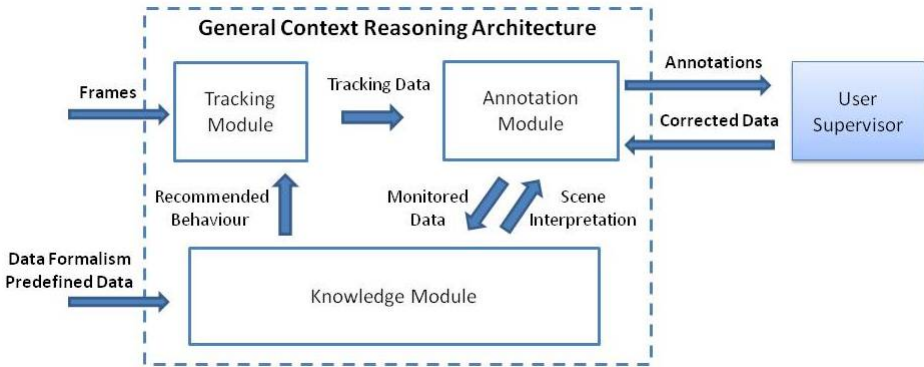 General Context Reasoning Architecture
Frames
Tracking
Module
Tracking Data
Annotation
Module
Annotations
Corrected Data
User
Supervisor
Recommended
Behaviour
Monitored
Data
Scene
Interpretation
Data Formalism
Predefined Data
Knowledge Module